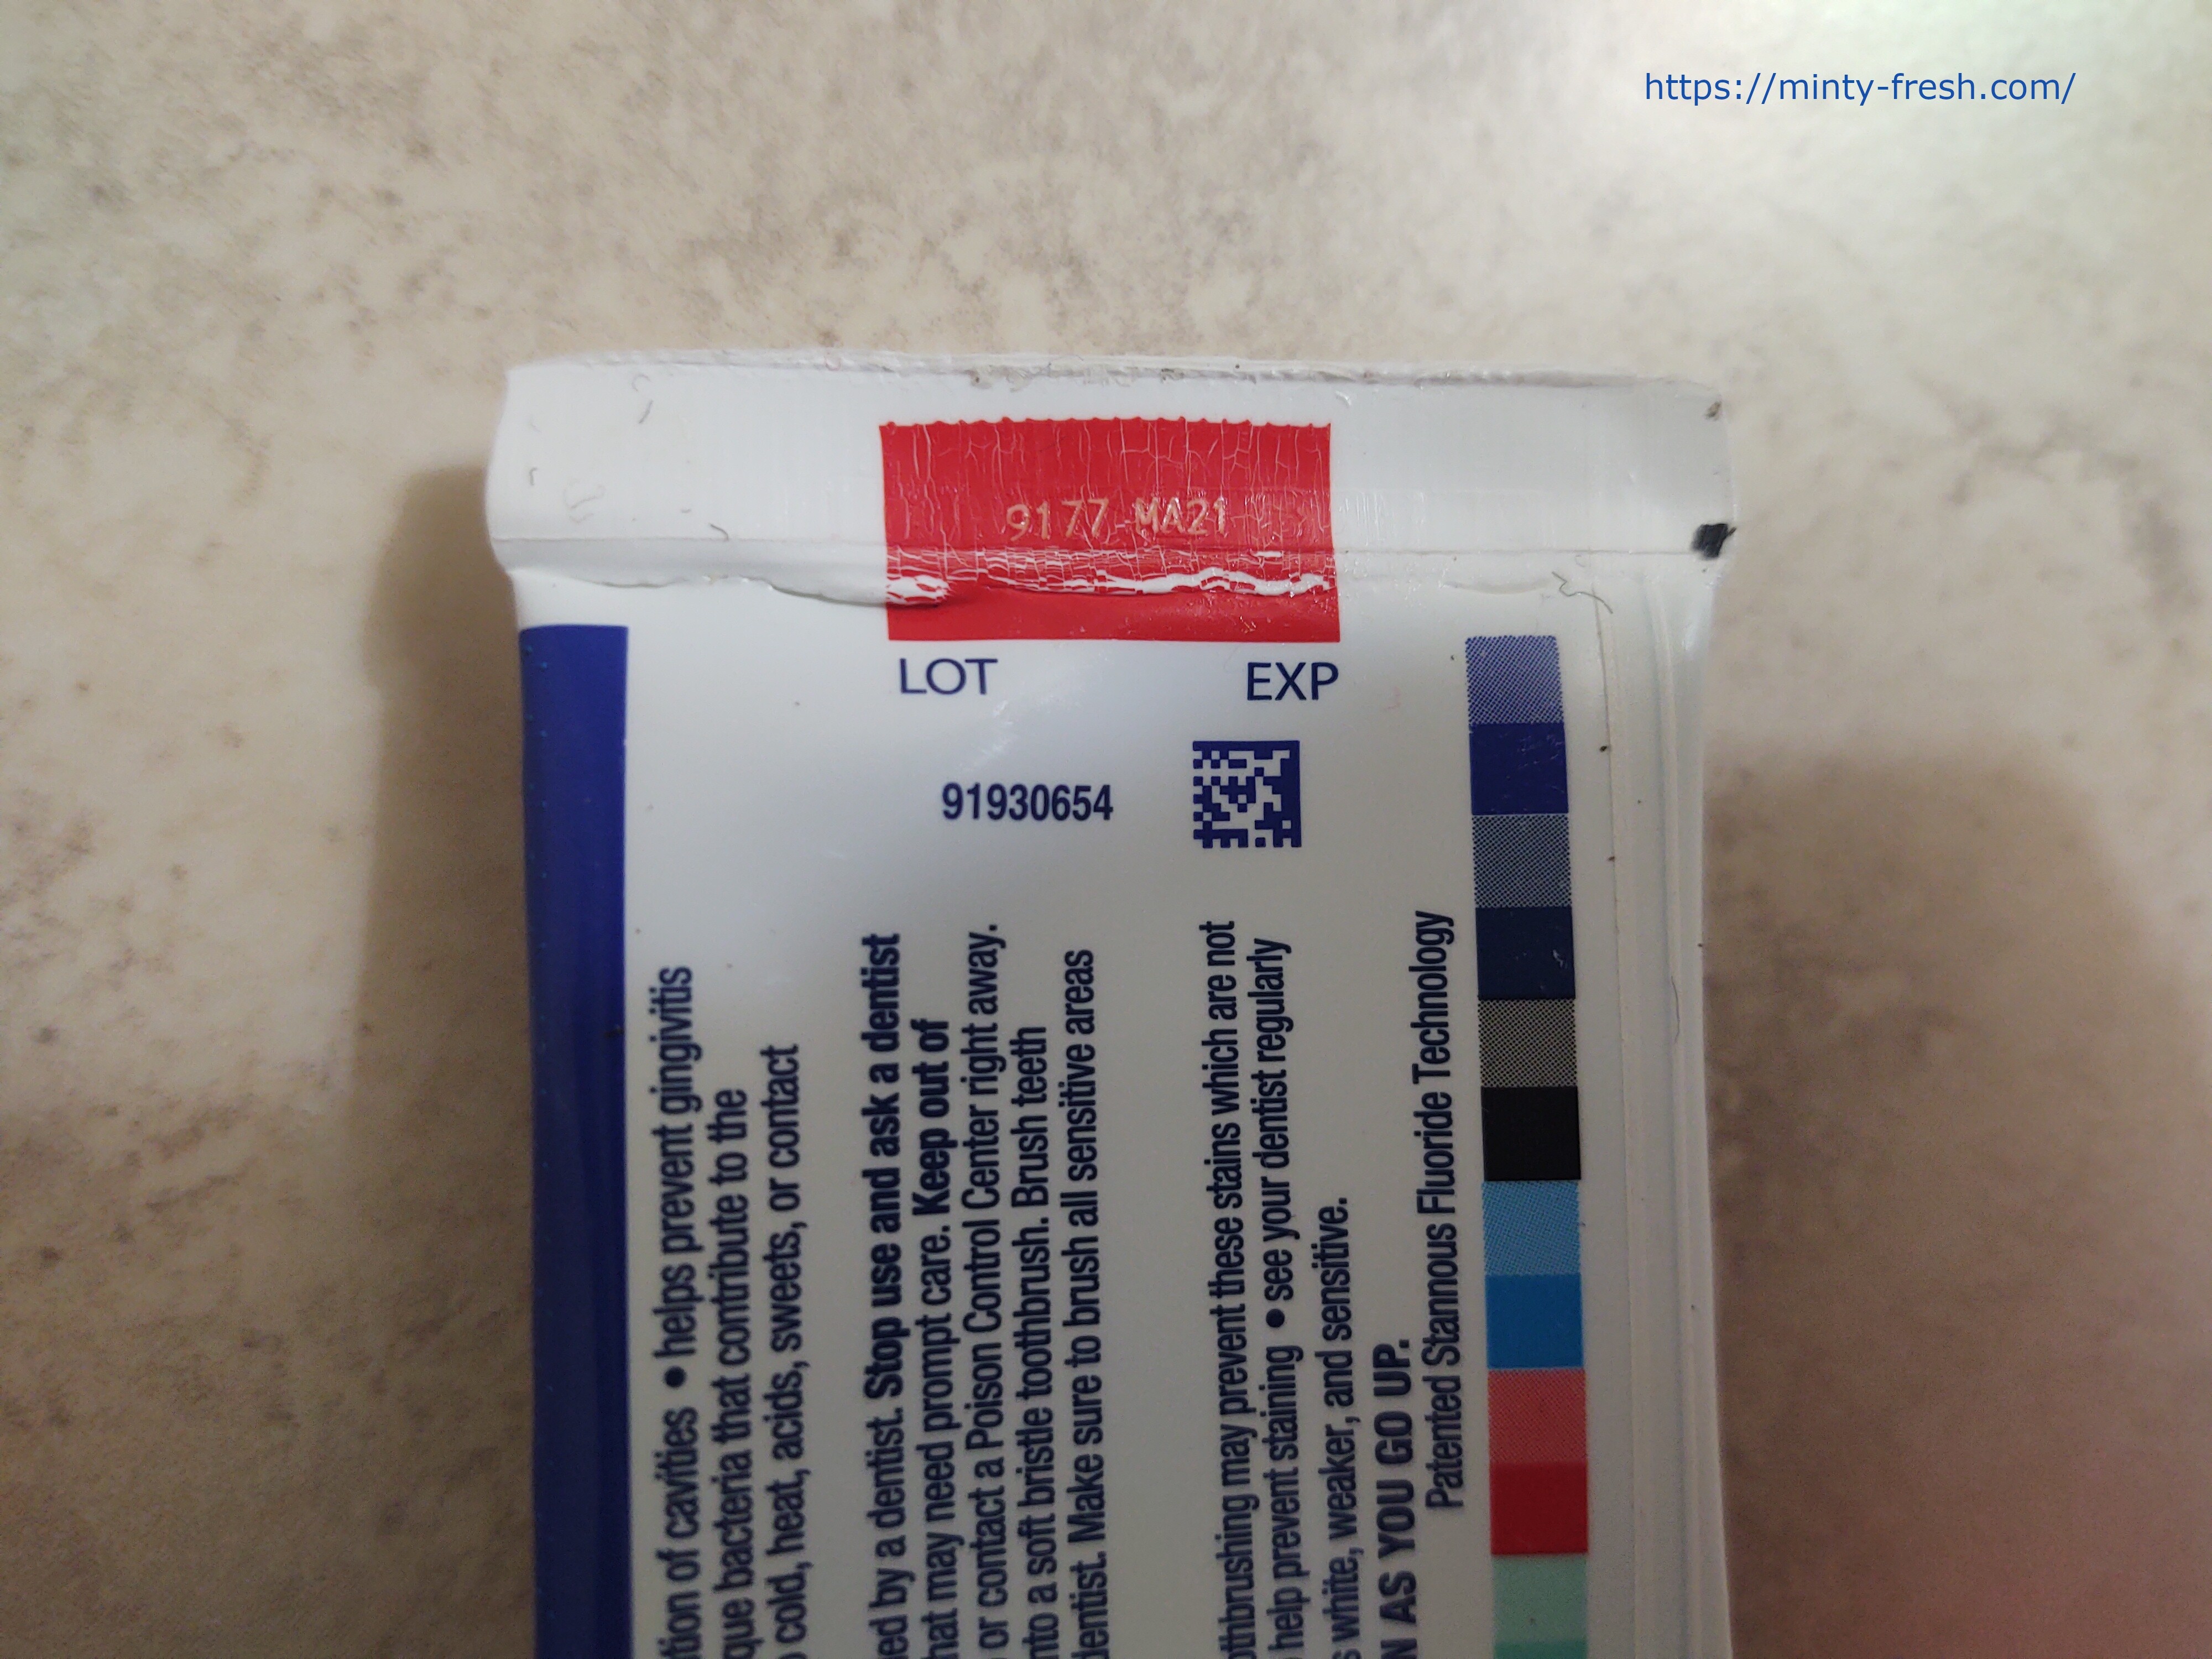 https://minty-fresh.com/
9177 MA21
LOT EXP
91930654
tion of cavities • helps prevent gingivitis
que bacteria that contribute to the
cold, heat, acids, sweets, or contact
ned by a dentist. Stop use and ask a dentist
hat may need prompt care. Keep out of
or contact a Poison Control Center right away.
nto a soft bristle toothbrush. Brush teeth
dentist. Make sure to brush all sensitive areas
othbrushing may prevent these stains which are not
help prevent staining • see your dentist regularly
s white, weaker, and sensitive.
N AS YOU GO UP.
Patented Stannous Fluoride Technology